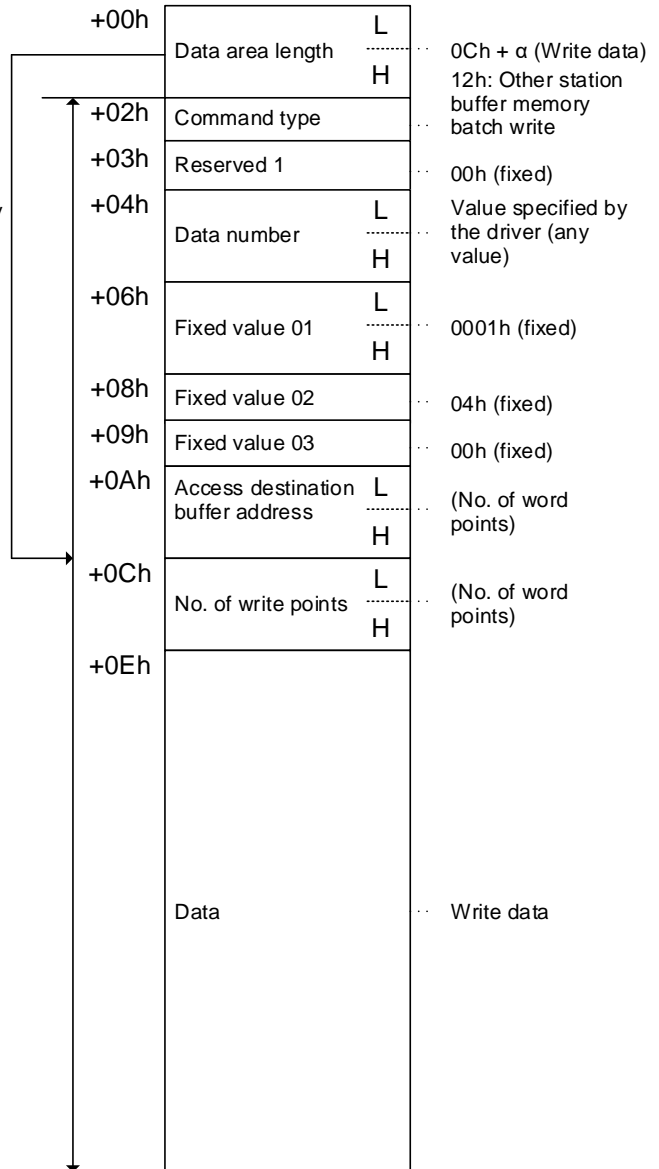 +00h
Data area length
L
H
0Ch + α (Write data)
12h: Other station
buffer memory
batch write
+02h
Command type
+03h
Reserved 1
00h (fixed)
+04h
Data number
L
H
Value specified by
the driver (any
value)
+06h
Fixed value 01
L
H
0001h (fixed)
+08h
Fixed value 02
04h (fixed)
+09h
Fixed value 03
00h (fixed)
+0Ah
Access destination
buffer address
L
H
(No. of word
points)
+0Ch
No. of write points
L
H
(No. of word
points)
+0Eh
Data
Write data